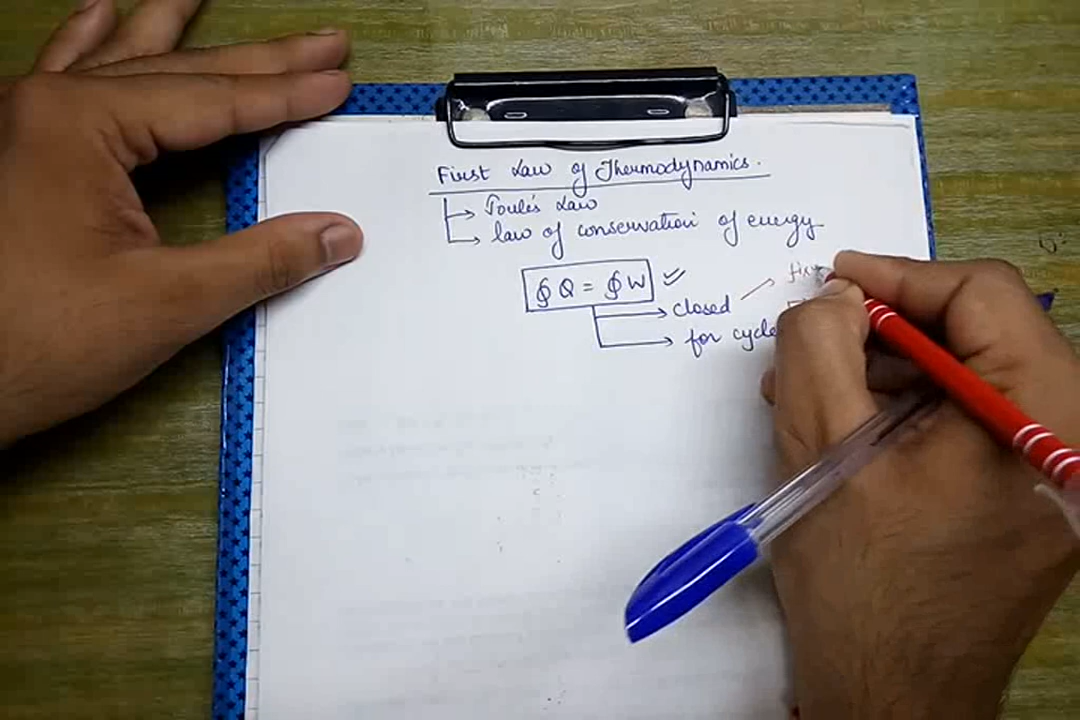 First Law of Thermodynamics.
Joule's Law
law of conservation of energy
∮Q = ∮W
closed
for cycle